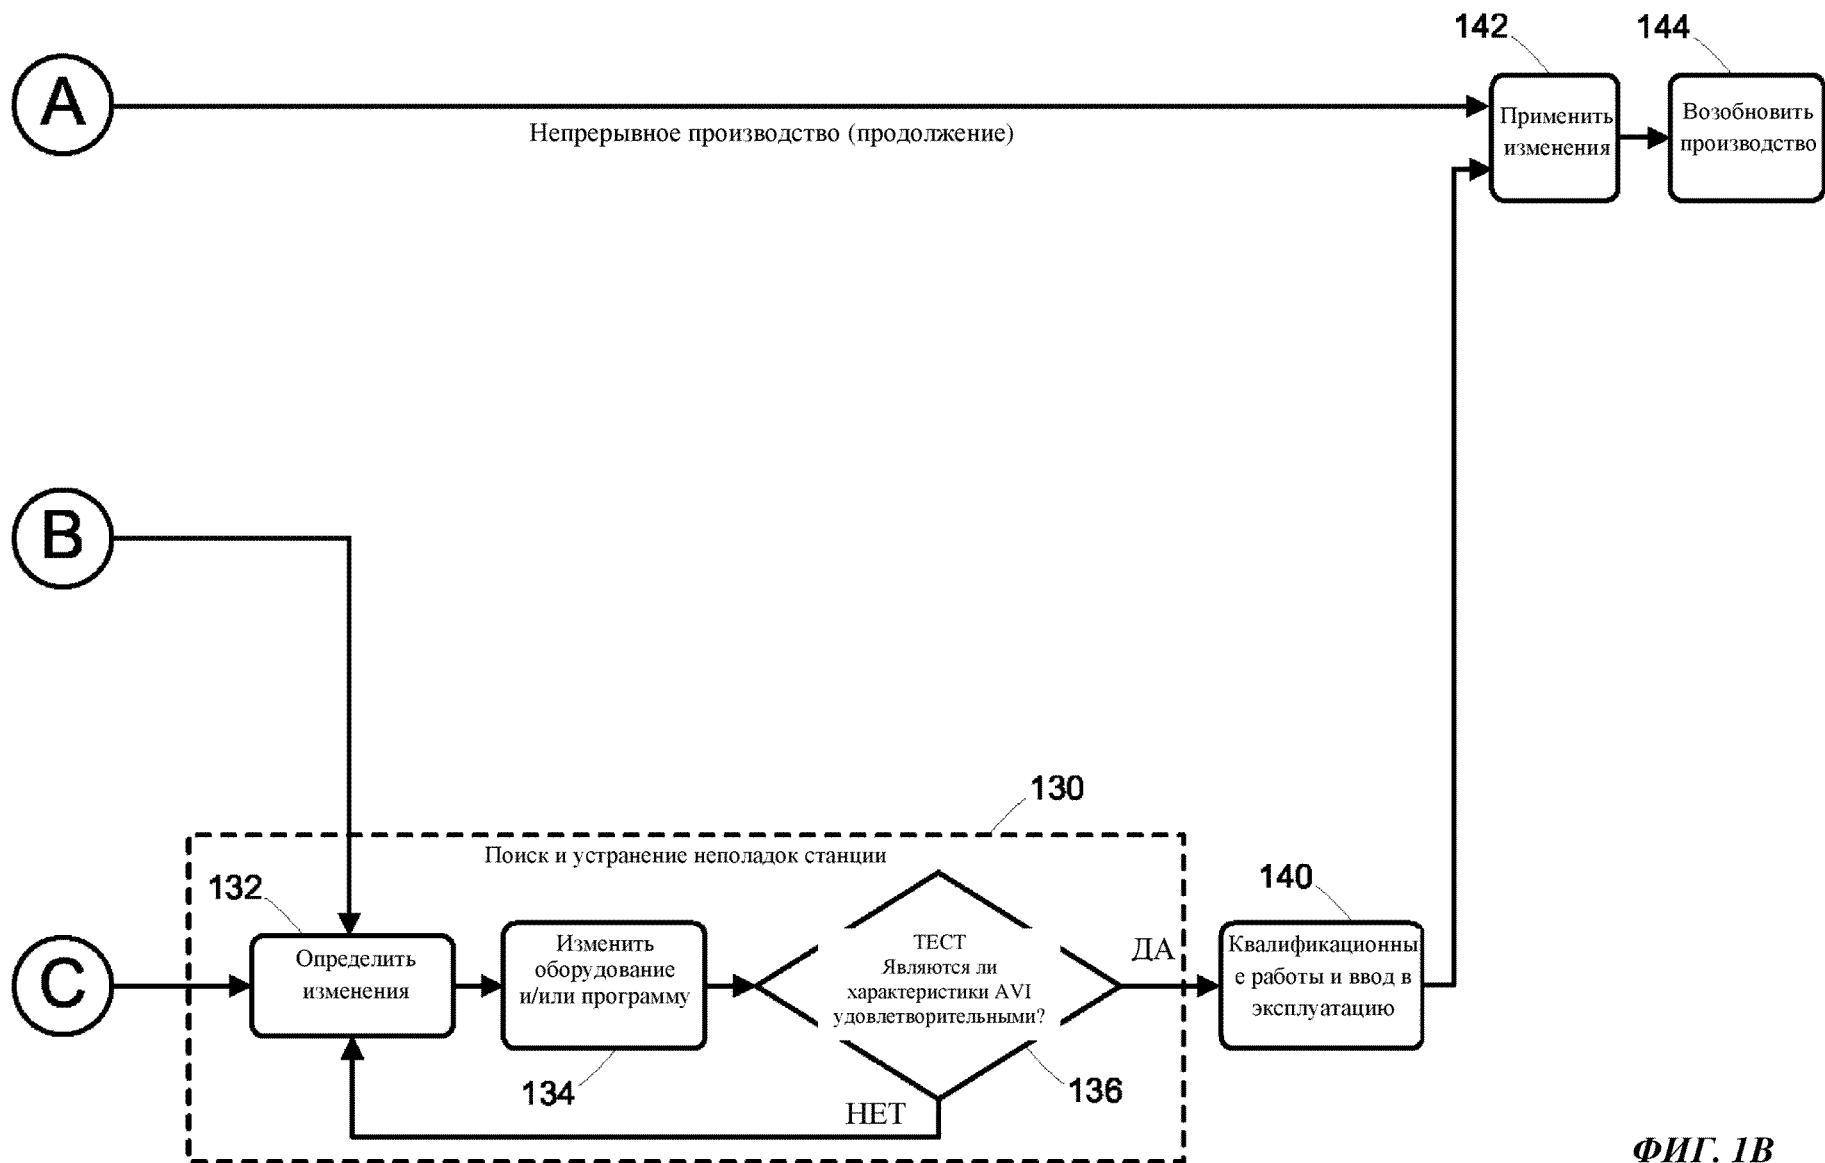 142
144
A
Непрерывное производство (продолжение)
Применить
изменения
Возобновить
производство
B
130
Поиск и устранение неполадок станции
132
140
C
Определить
изменения
Изменить
оборудование
и/или программу
ТЕСТ
Являются ли
характеристики AVI
удовлетворительными?
ДА
Квалификационны
е работы и ввод в
эксплуатацию
134
136
НЕТ
ФИГ. 1В